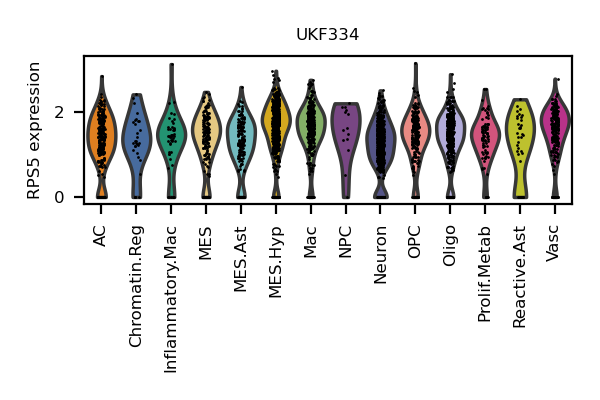 UKF334
RPS5 expression
2
0
AC
Chromatin.Reg
Inflammatory.Mac
MES
MES.Ast
MES.Hyp
Mac
NPC
Neuron
OPC
Oligo
Prolif.Metab
Reactive.Ast
Vasc